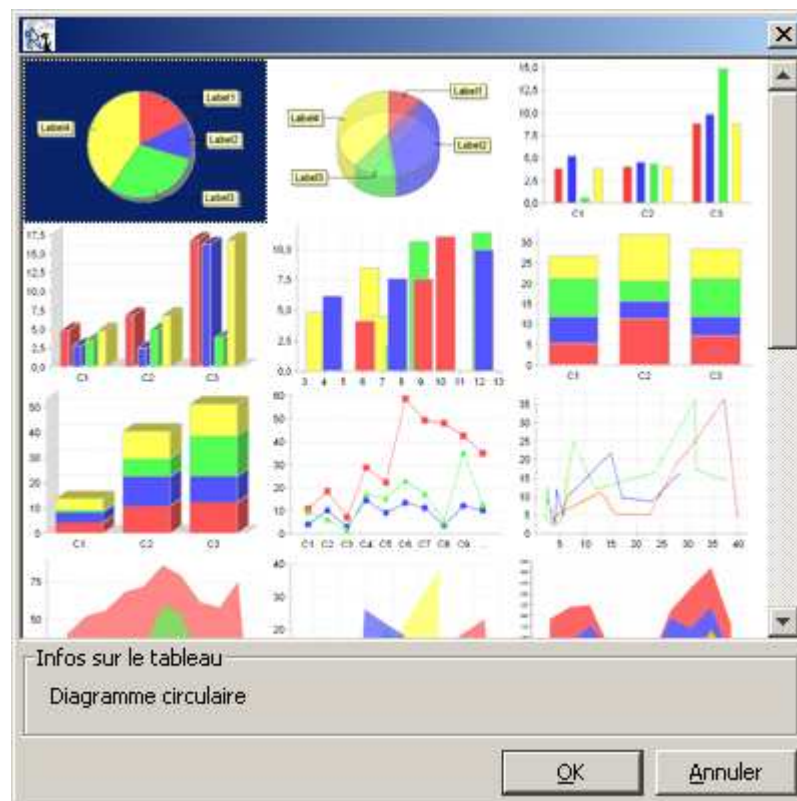 Label1
Label4
Label2
Label3
Label1
Label4
Label2
Label3
15,0
12,5
10,0
7,5
5,0
2,5
0,0
C1 C2 C3
17,5
15,0
12,5
10,0
7,5
5,0
2,5
0,0
C1 C2 C3
10,0
7,5
5,0
2,5
0,0
3 4 5 6 7 8 9 10 11 12 13
30
25
20
15
10
5
0
C1 C2 C3
50
40
30
20
10
0
C1 C2 C3
60
50
40
30
20
10
0
C1 C2 C3 C4 C5 C6 C7 C8 C9 ...
35
30
25
20
15
10
5
0
5 10 15 20 25 30 35 40
75
50
40
30
20
Infos sur le tableau
Diagramme circulaire
OK Annuler